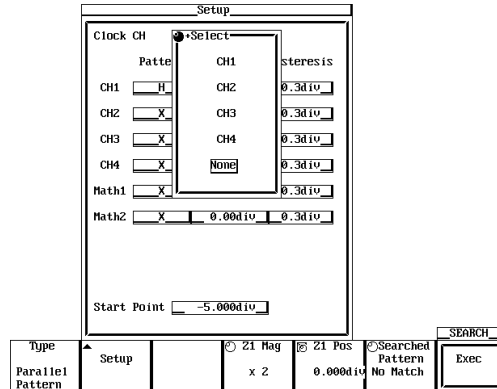 Setup
Clock CH
+Select
CH1
CH2
CH3
CH4
None
Patte
steresis
CH1 H 0.3div
CH2 X 0.3div
CH3 X 0.3div
CH4 X 0.3div
Math1 X 0.3div
Math2 X 0.00div 0.3div
Start Point -5.000div
SEARCH
Type
Parallel
Pattern
Setup
Z1 Mag
x 2
Z1 Pos
0.000div
Searched
Pattern
No Match
Exec